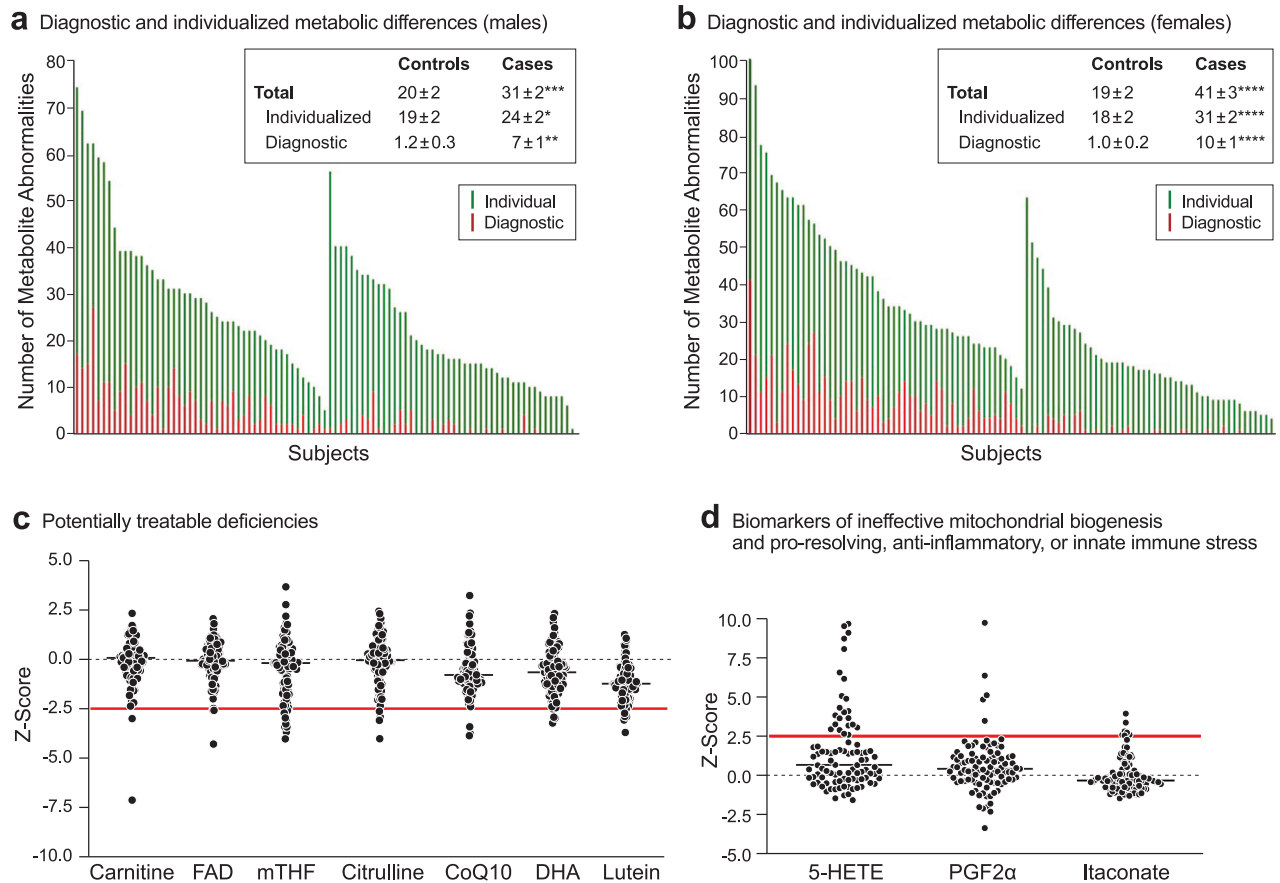 a Diagnostic and individualized metabolic differences (males)
Number of Metabolite Abnormalities
80
70
60
50
40
30
20
10
0
Controls Cases
Total 20±2 31±2***
Individualized 19±2 24±2*
Diagnostic 1.2±0.3 7±1**
Individual
Diagnostic
Subjects
b Diagnostic and individualized metabolic differences (females)
Number of Metabolite Abnormalities
100
90
80
70
60
50
40
30
20
10
0
Controls Cases
Total 19±2 41±3****
Individualized 18±2 31±2****
Diagnostic 1.0±0.2 10±1****
Individual
Diagnostic
Subjects
c Potentially treatable deficiencies
Z-Score
5.0
2.5
0.0
-2.5
-5.0
-7.5
-10.0
Carnitine FAD mTHF Citrulline CoQ10 DHA Lutein
d Biomarkers of ineffective mitochondrial biogenesis
and pro-resolving, anti-inflammatory, or innate immune stress
Z-Score
10.0
7.5
5.0
2.5
0.0
-2.5
-5.0
5-HETE PGF2α Itaconate